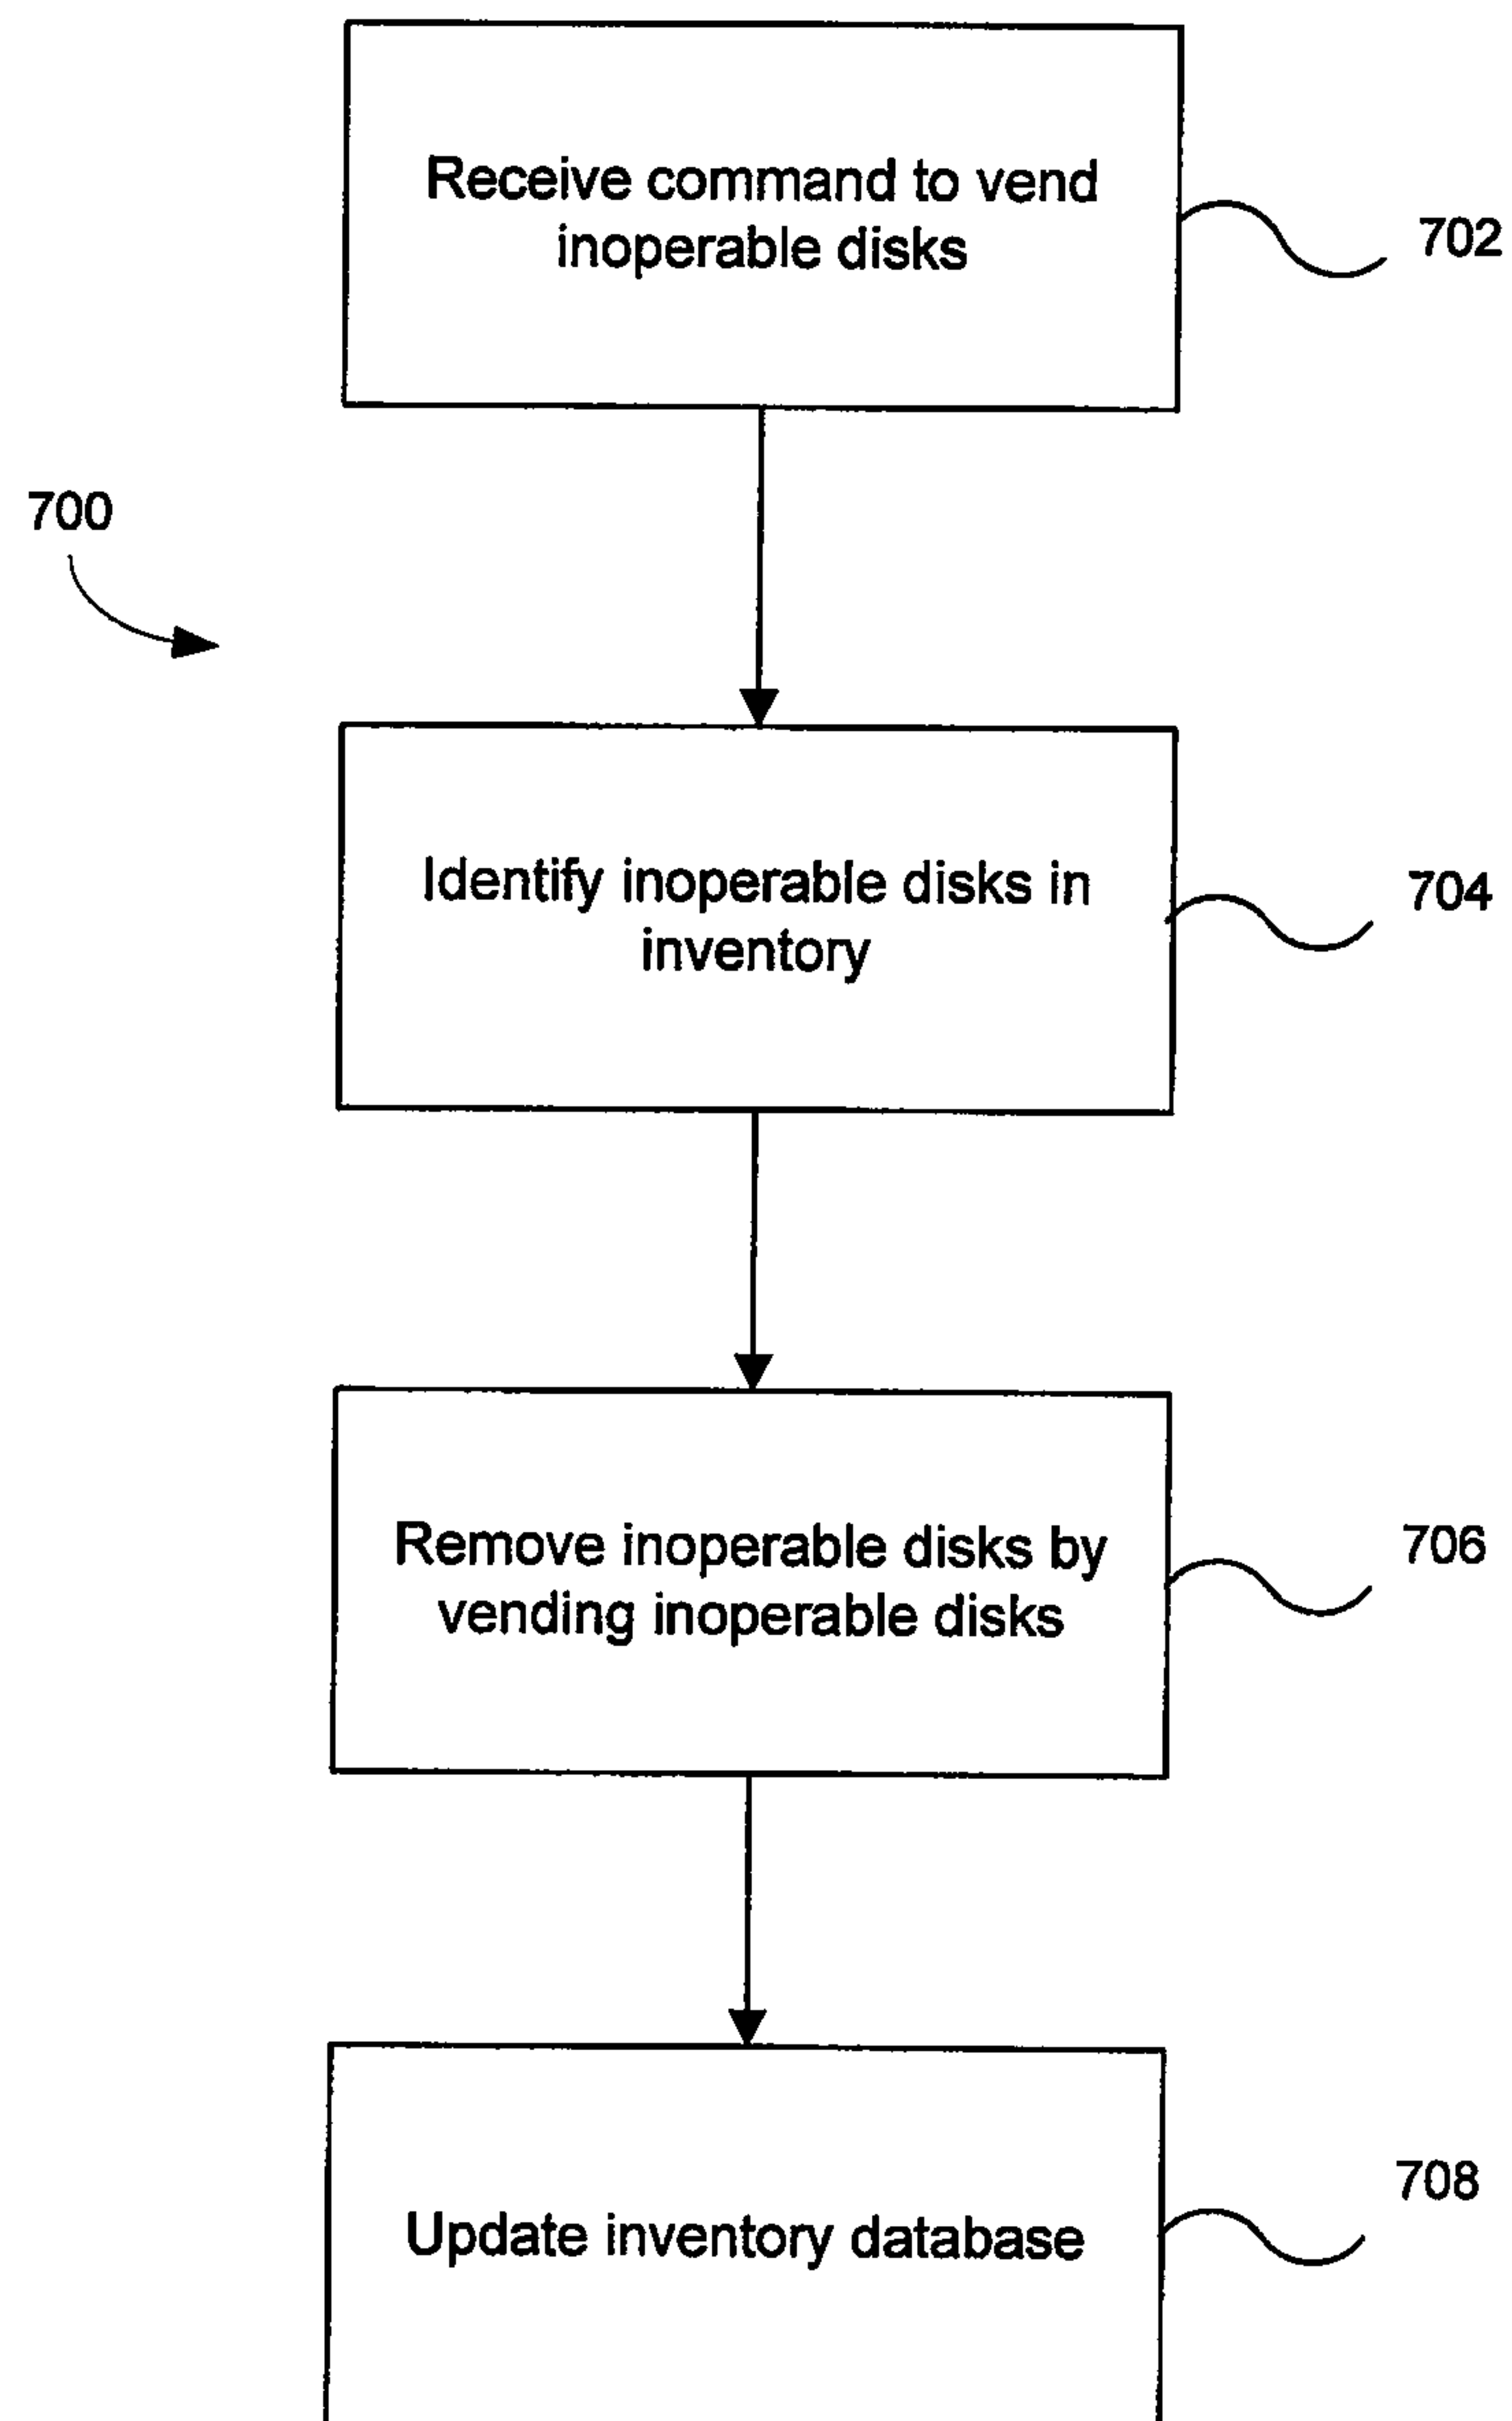 Receive command to vend
inoperable disks
702
700
Identify inoperable disks in
inventory
704
Remove inoperable disks by
vending inoperable disks
706
Update inventory database
708